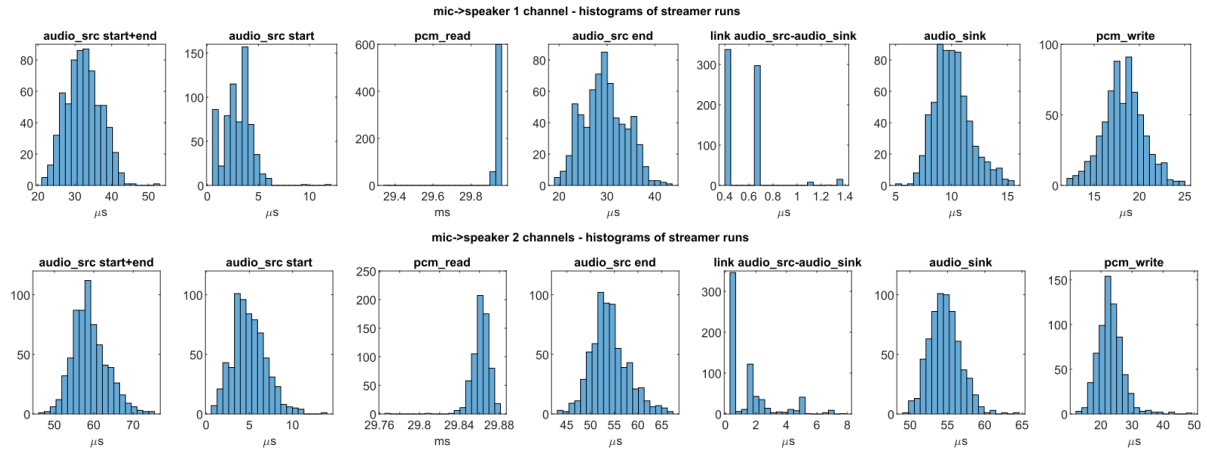 mic->speaker 1 channel - histograms of streamer runs
audio_src start+end audio_src start pcm_read audio_src end link audio_src-audio_sink audio_sink pcm_write
80 60 40 20 0
20 30 40 50
μs
150 100 50 0
0 5 10
μs
600 400 200 0
29.4 29.6 29.8
ms
80 60 40 20 0
20 25 30 35 40
μs
300 200 100 0
0.4 0.6 0.8 1 1.2 1.4
μs
80 60 40 20 0
5 10 15
μs
100 50 0
15 20 25
μs
mic->speaker 2 channels - histograms of streamer runs
audio_src start+end audio_src start pcm_read audio_src end link audio_src-audio_sink audio_sink pcm_write
100 50 0
50 60 70
μs
100 50 0
0 5 10
μs
250 200 150 100 50 0
29.76 29.8 29.84 29.88
ms
100 50 0
45 50 55 60 65
μs
300 200 100 0
0 2 4 6 8
μs
100 50 0
50 55 60 65
μs
150 100 50 0
20 30 40 50
μs